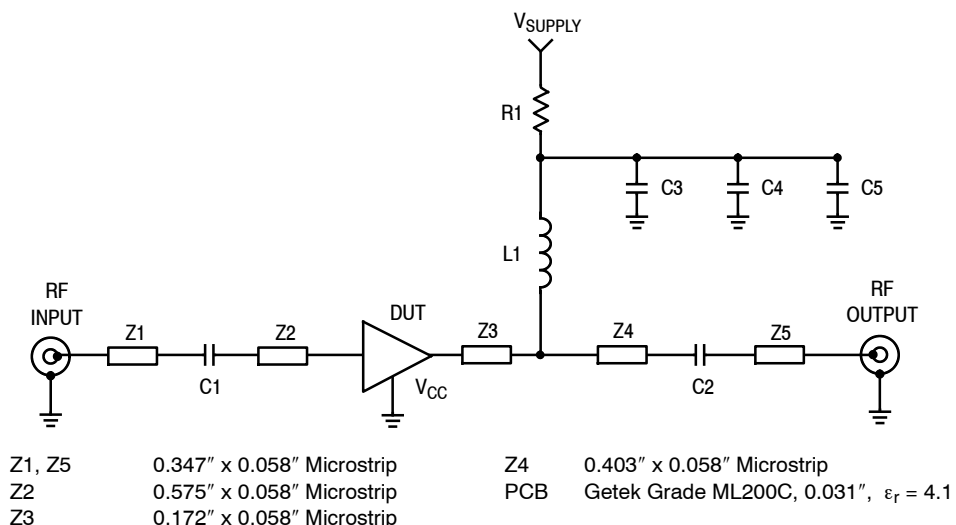 VSUPPLY
R1
C3 C4 C5
L1
RF INPUT
Z1
C1
Z2
DUT
VCC
Z3
Z4
C2
Z5
RF OUTPUT
Z1, Z5 0.347″ x 0.058″ Microstrip
Z2 0.575″ x 0.058″ Microstrip
Z3 0.172″ x 0.058″ Microstrip
Z4 0.403″ x 0.058″ Microstrip
PCB Getek Grade ML200C, 0.031″, εr = 4.1